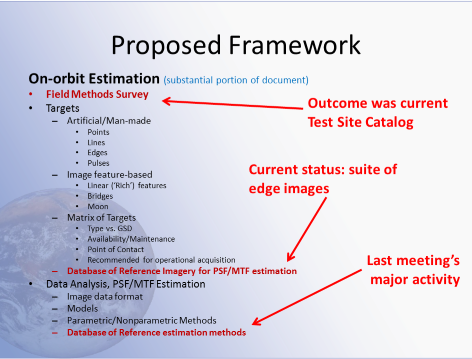 Proposed Framework
On-orbit Estimation (substantial portion of document)
• Field Methods Survey
Outcome was current
Test Site Catalog
• Targets
– Artificial/Man-made
• Points
• Lines
• Edges
• Pulses
Current status: suite of
edge images
– Image feature-based
• Linear ('Rich') features
• Bridges
• Moon
– Matrix of Targets
• Type vs. GSD
• Availability/Maintenance
• Point of Contact
• Recommended for operational acquisition
– Database of Reference Imagery for PSF/MTF estimation
Last meeting's
major activity
• Data Analysis, PSF/MTF Estimation
– Image data format
– Models
– Parametric/Nonparametric Methods
– Database of Reference estimation methods